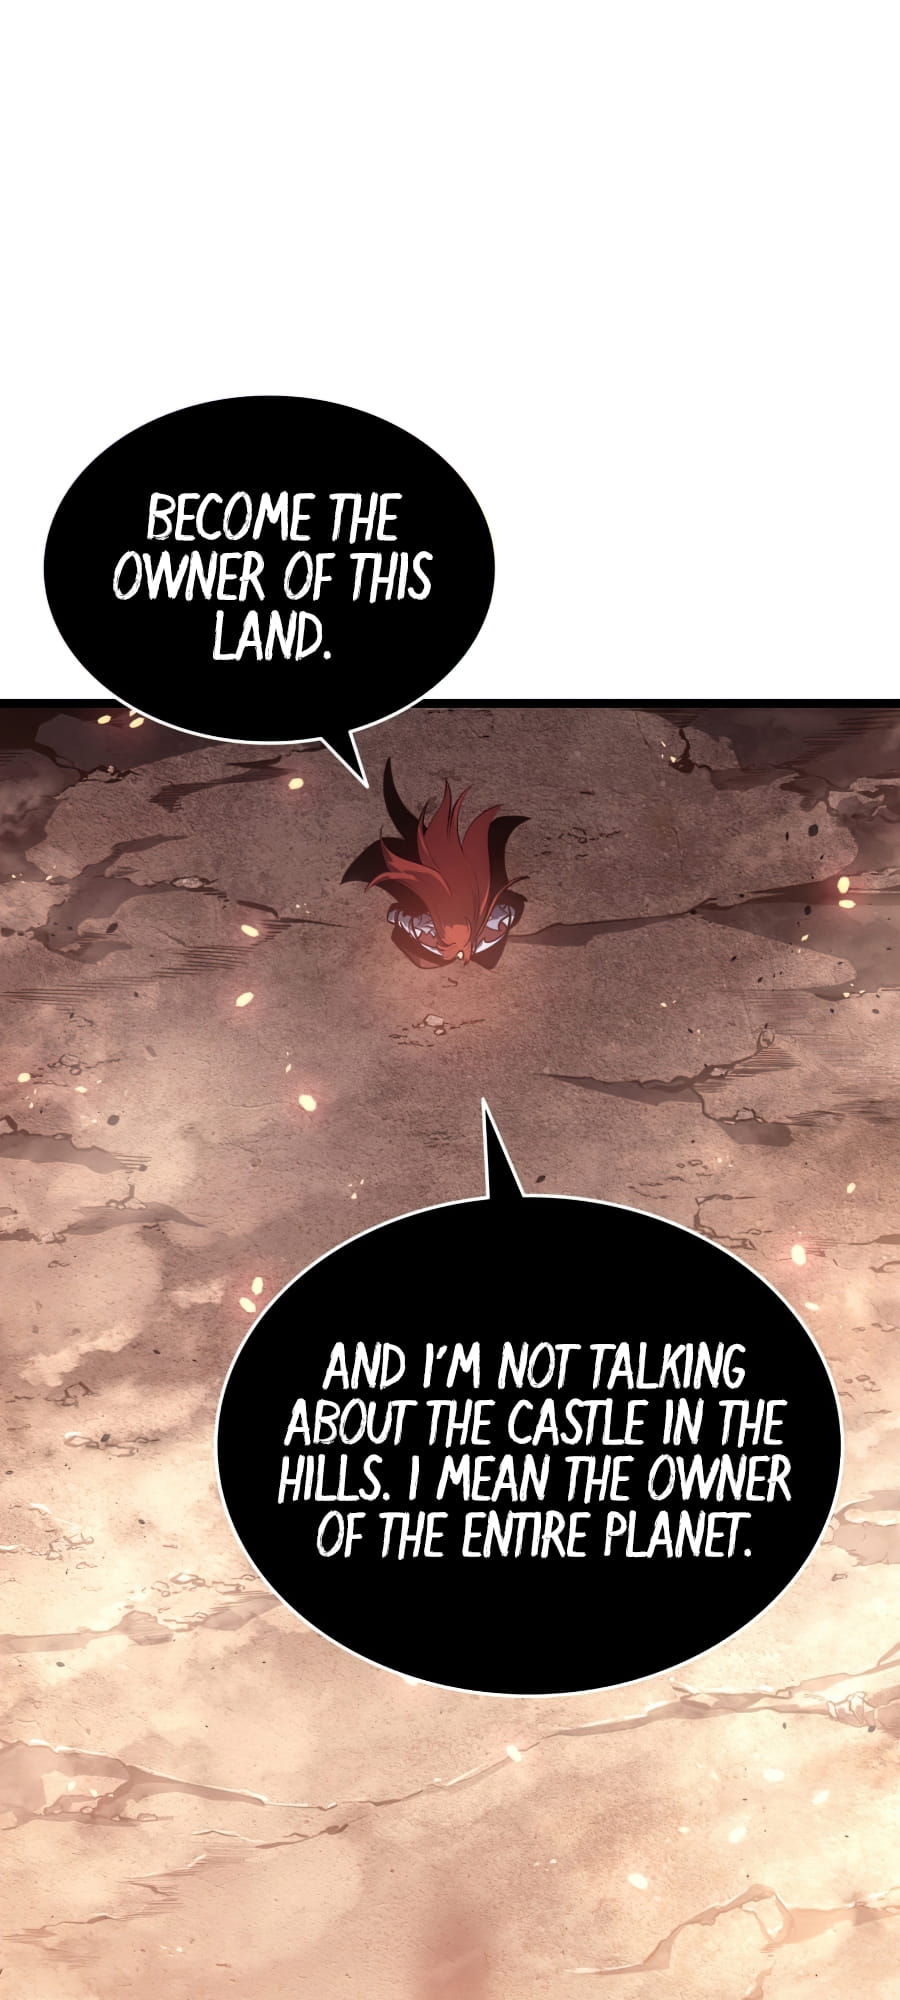 BECOME THE
OWNER OF THIS
LAND.
AND I'M NOT TALKING
ABOUT THE CASTLE IN THE
HILLS. I MEAN THE OWNER
OF THE ENTIRE PLANET.